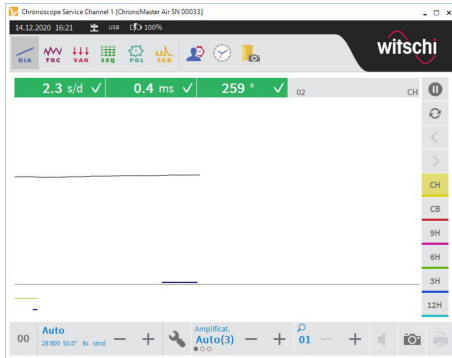 Chronoscope Service Channel 1 [ChronoMaster Air SN 00033]
14.12.2020 16:21 USB 100%
DIA TRC VAR SEQ POL SCO
witschi
2.3 s/d ✓ 0.4 ms ✓ 259 ° ✓ 02 CH
CH
CB
9H
6H
3H
12H
00 Auto
28'800 50.0° 8s stnd
— +
Amplificat.
Auto(3)
— +
01
— +